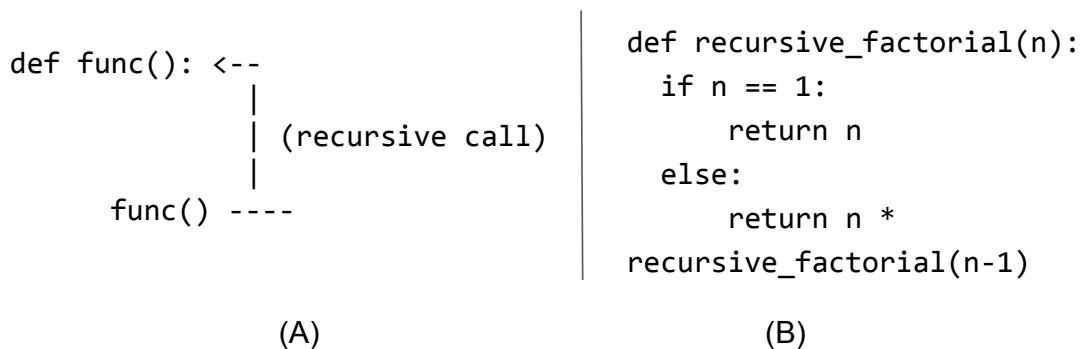 def func(): <--
              |
              | (recursive call)
              |
      func() ----
(A)
def recursive_factorial(n):
  if n == 1:
      return n
  else:
      return n *
recursive_factorial(n-1)
(B)